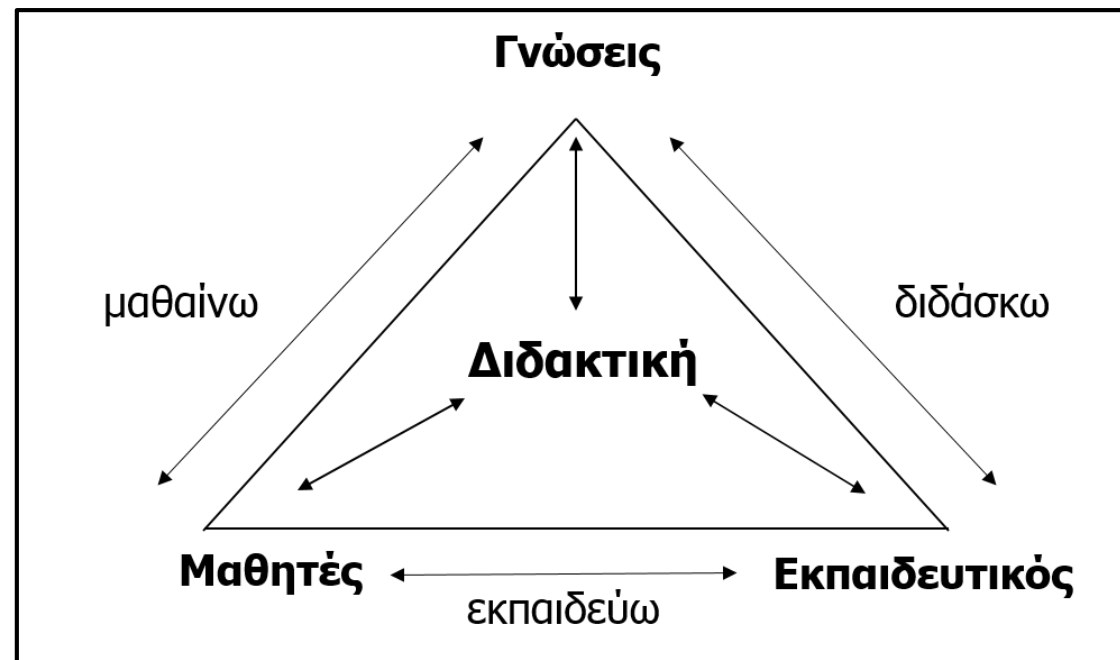 Γνώσεις
μαθαίνω
διδάσκω
Διδακτική
Μαθητές
Εκπαιδευτικός
εκπαιδεύω